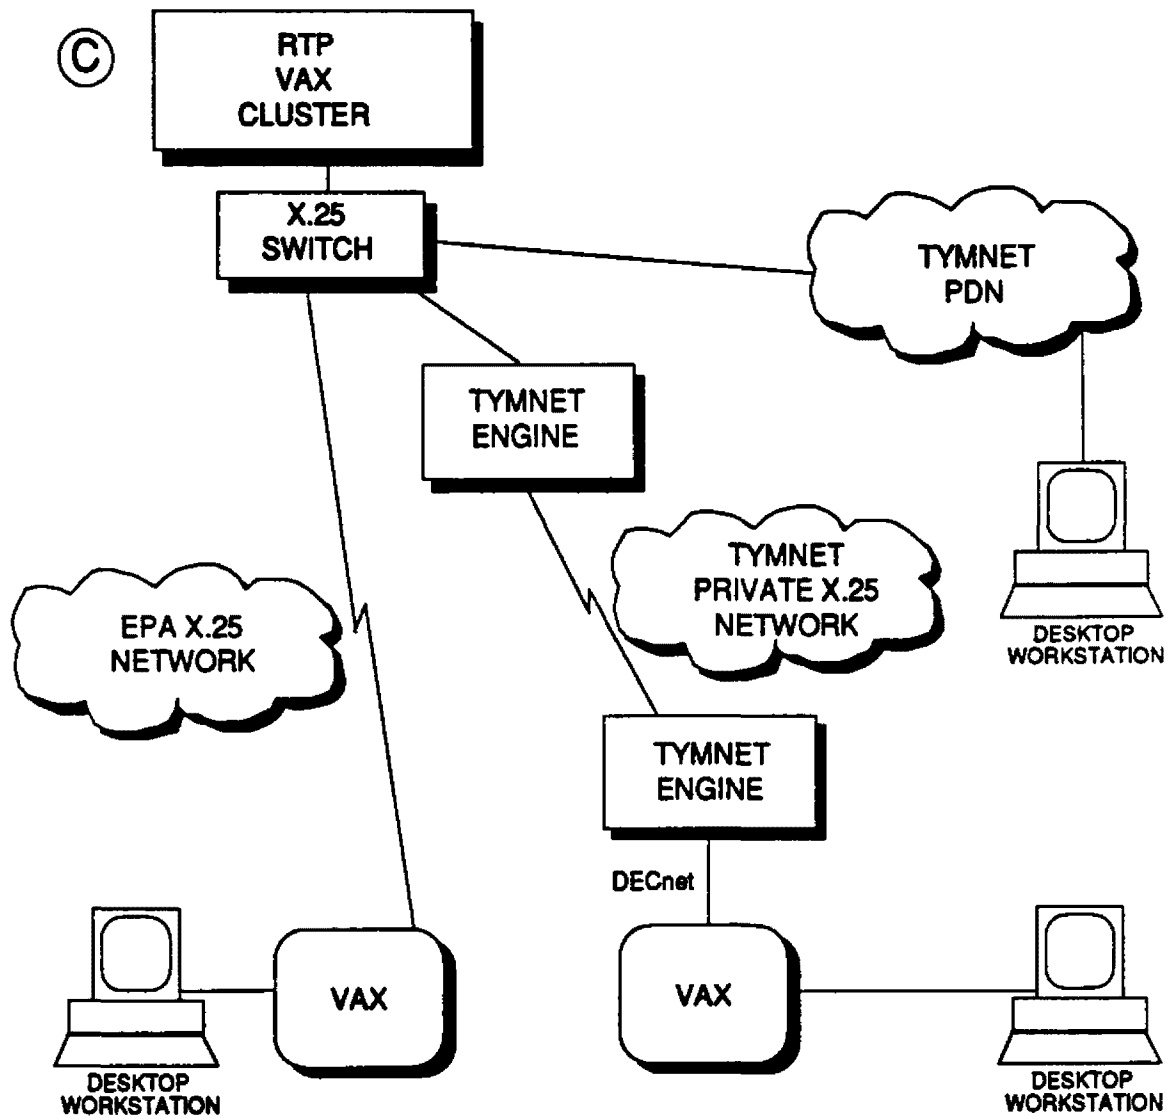 C
RTP
VAX
CLUSTER
X.25
SWITCH
TYMNET
PDN
TYMNET
ENGINE
DESKTOP
WORKSTATION
TYMNET
PRIVATE X.25
NETWORK
EPA X.25
NETWORK
TYMNET
ENGINE
DECnet
VAX
DESKTOP
WORKSTATION
VAX
DESKTOP
WORKSTATION